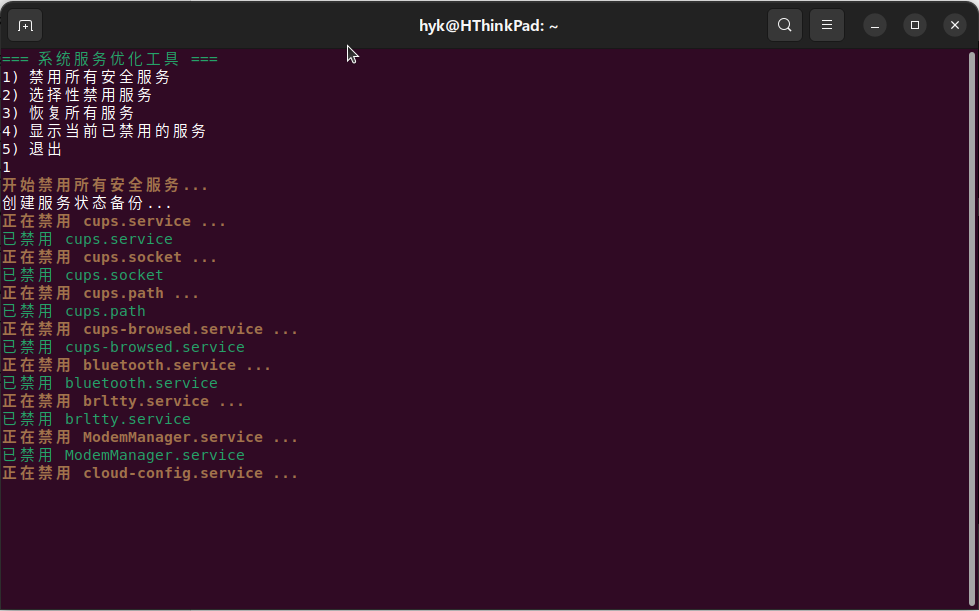 hyk@HThinkPad: ~
=== 系统服务优化工具 ===
1) 禁用所有安全服务
2) 选择性禁用服务
3) 恢复所有服务
4) 显示当前已禁用的服务
5) 退出
1
开始禁用所有安全服务...
创建服务状态备份...
正在禁用 cups.service ...
已禁用 cups.service
正在禁用 cups.socket ...
已禁用 cups.socket
正在禁用 cups.path ...
已禁用 cups.path
正在禁用 cups-browsed.service ...
已禁用 cups-browsed.service
正在禁用 bluetooth.service ...
已禁用 bluetooth.service
正在禁用 brltty.service ...
已禁用 brltty.service
正在禁用 ModemManager.service ...
已禁用 ModemManager.service
正在禁用 cloud-config.service ...